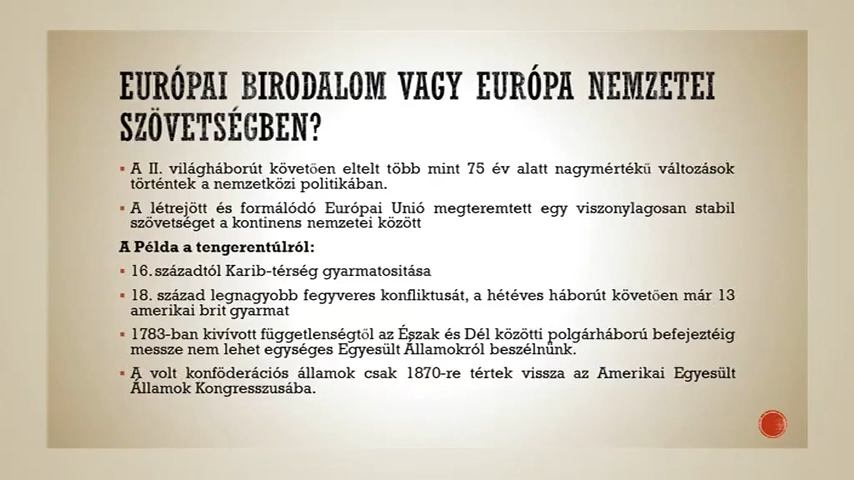 EURÓPAI BIRODALOM VAGY EURÓPA NEMZETEI
SZÖVETSÉGBEN?
▪ A II. világháborút követően eltelt több mint 75 év alatt nagymértékű változások
történtek a nemzetközi politikában.
▪ A létrejött és formálódó Európai Unió megteremtett egy viszonylagosan stabil
szövetséget a kontinens nemzetei között
A Példa a tengerentúlról:
▪ 16. századtól Karib-térség gyarmatosítása
▪ 18. század legnagyobb fegyveres konfliktusát, a hétéves háborút követően már 13
amerikai brit gyarmat
▪ 1783-ban kivívott függetlenségtől az Észak és Dél közötti polgárháború befejeztéig
messze nem lehet egységes Egyesült Államokról beszélnünk.
▪ A volt konföderációs államok csak 1870-re tértek vissza az Amerikai Egyesült
Államok Kongresszusába.